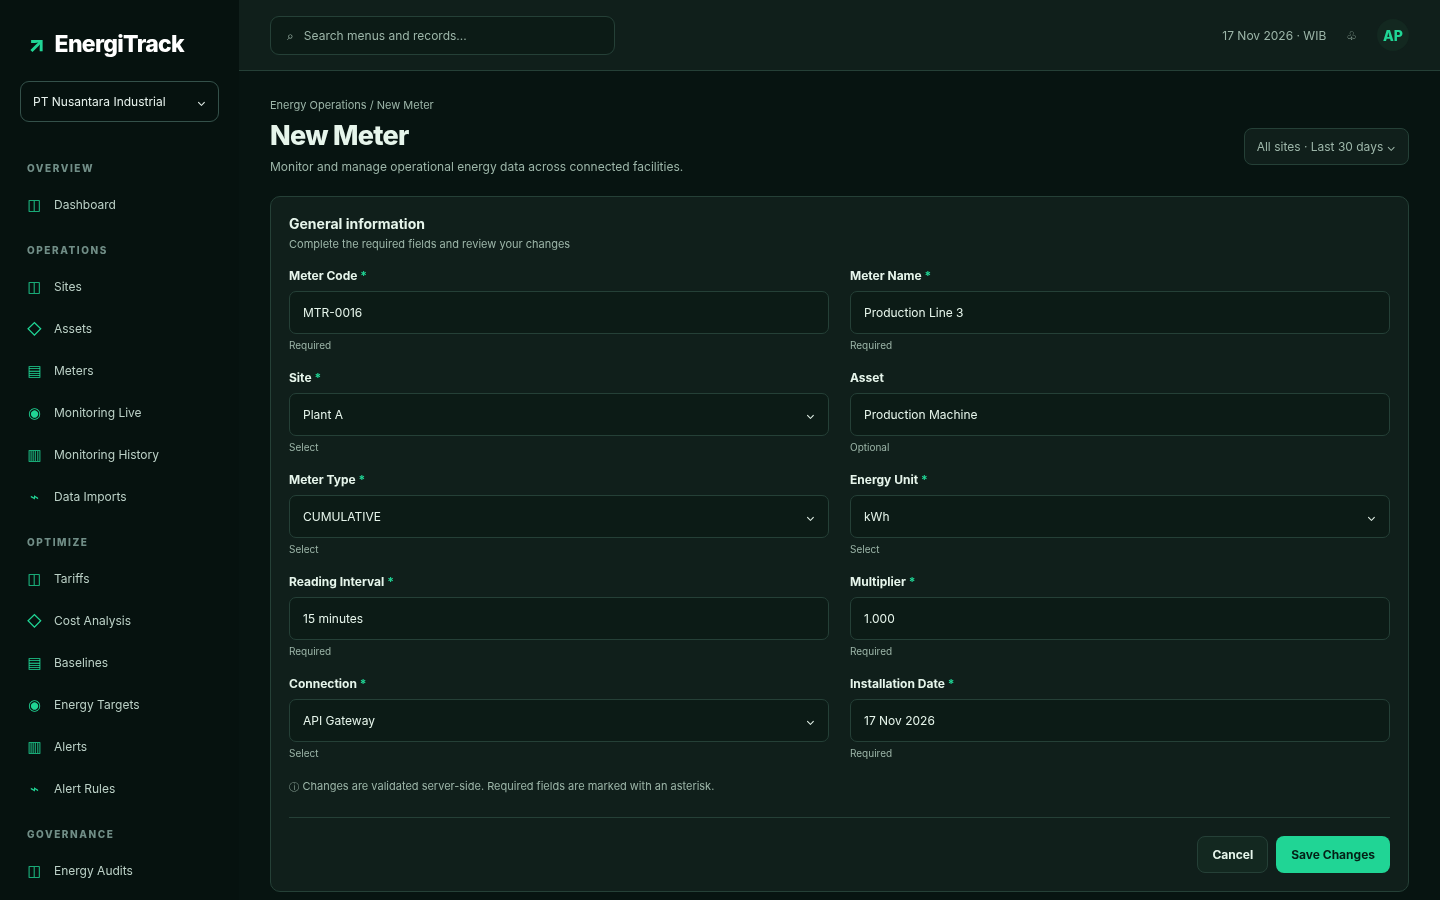 EnergiTrack
PT Nusantara Industrial
OVERVIEW
Dashboard
OPERATIONS
Sites
Assets
Meters
Monitoring Live
Monitoring History
Data Imports
OPTIMIZE
Tariffs
Cost Analysis
Baselines
Energy Targets
Alerts
Alert Rules
GOVERNANCE
Energy Audits
Search menus and records...
17 Nov 2026 · WIB
AP
Energy Operations / New Meter
New Meter
Monitor and manage operational energy data across connected facilities.
All sites · Last 30 days
General information
Complete the required fields and review your changes
Meter Code *
MTR-0016
Required
Meter Name *
Production Line 3
Required
Site *
Plant A
Select
Asset
Production Machine
Optional
Meter Type *
CUMULATIVE
Select
Energy Unit *
kWh
Select
Reading Interval *
15 minutes
Required
Multiplier *
1.000
Required
Connection *
API Gateway
Select
Installation Date *
17 Nov 2026
Required
ⓘ Changes are validated server-side. Required fields are marked with an asterisk.
Cancel
Save Changes